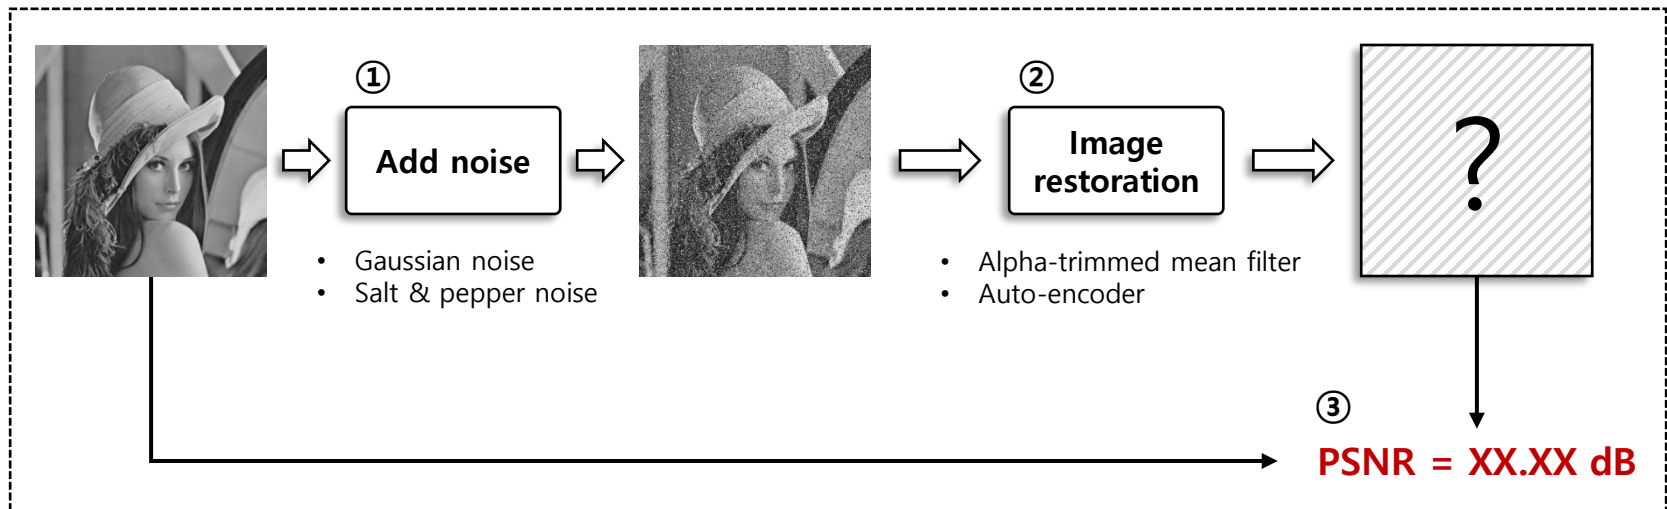 ①
Add noise
• Gaussian noise
• Salt & pepper noise
②
Image
restoration
• Alpha-trimmed mean filter
• Auto-encoder
?
③
PSNR = XX.XX dB